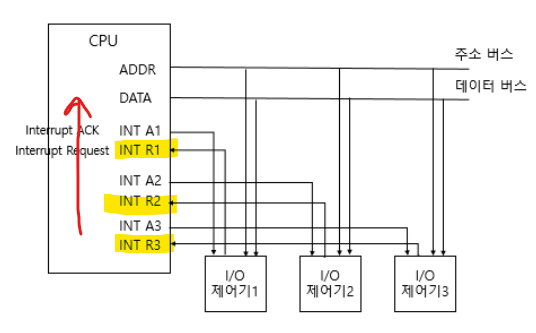 CPU
주소 버스
ADDR
데이터 버스
DATA
Interrupt ACK INT A1
Interrupt Request INT R1
INT A2
INT R2
INT A3
INT R3
I/O 제어기1
I/O 제어기2
I/O 제어기3